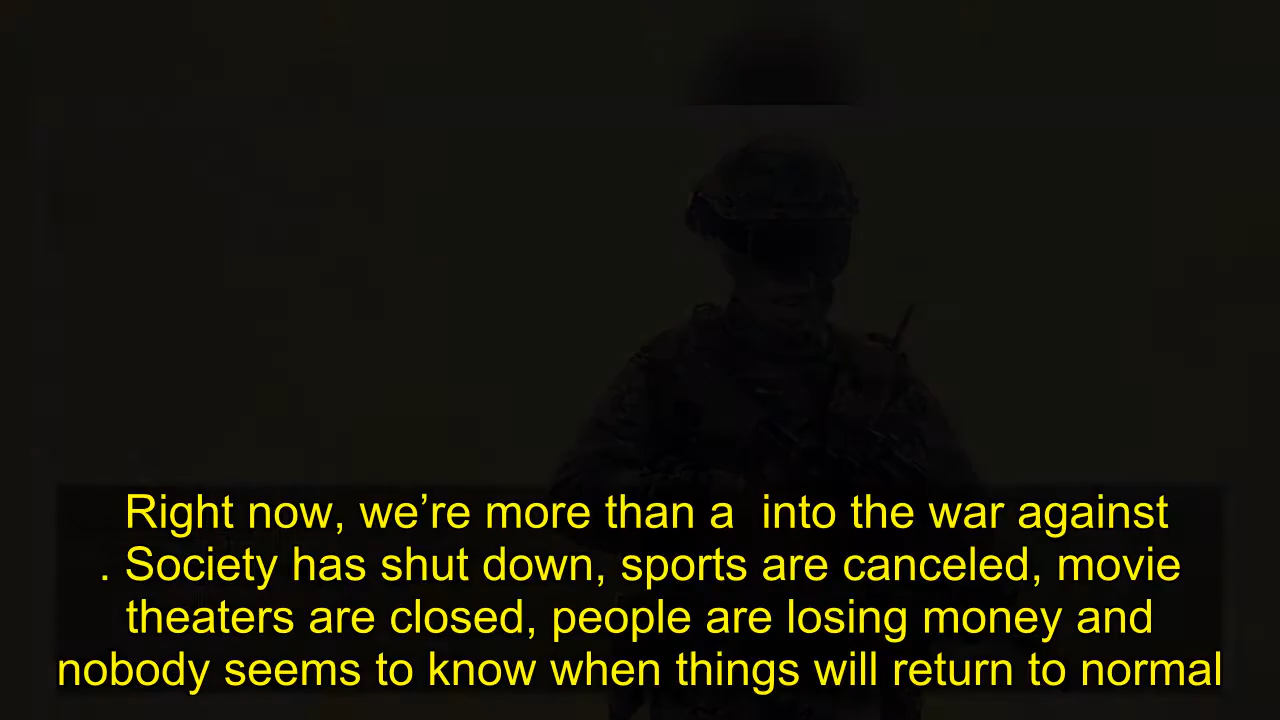 Right now, we’re more than a  into the war against
. Society has shut down, sports are canceled, movie
theaters are closed, people are losing money and
nobody seems to know when things will return to normal